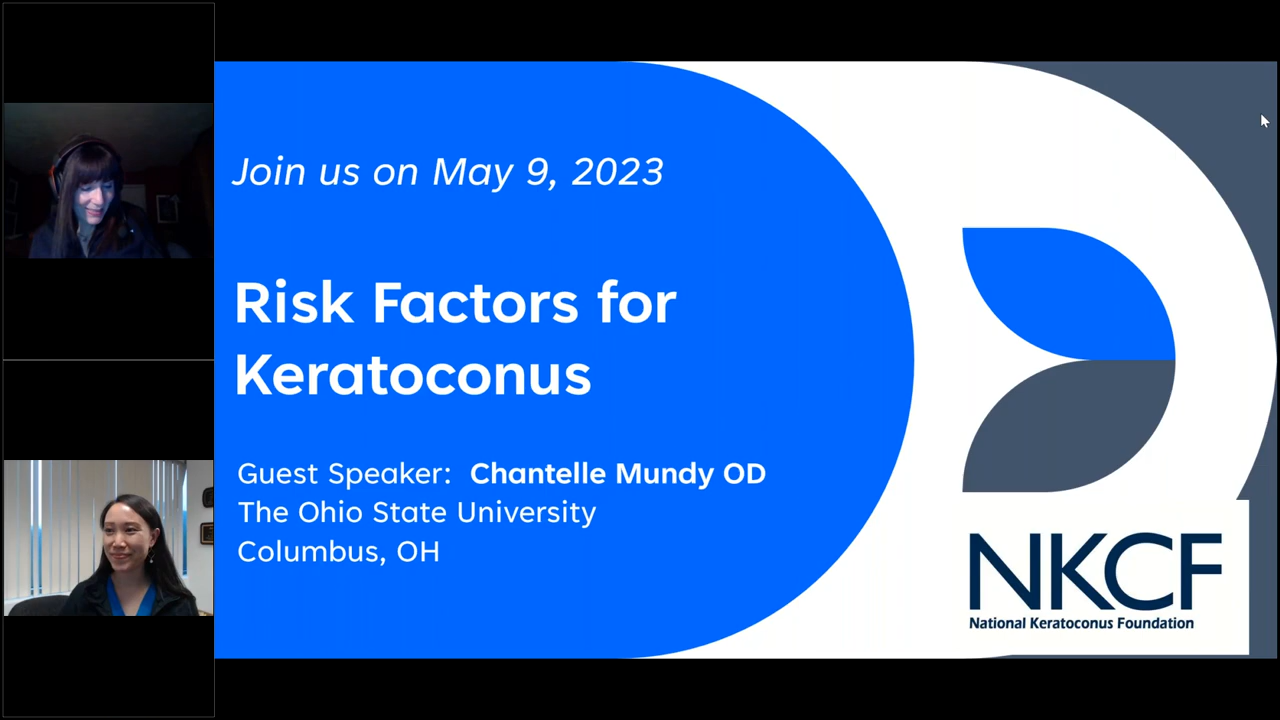 Join us on May 9, 2023
Risk Factors for
Keratoconus
Guest Speaker: Chantelle Mundy OD
The Ohio State University
Columbus, OH
NKCF
National Keratoconus Foundation